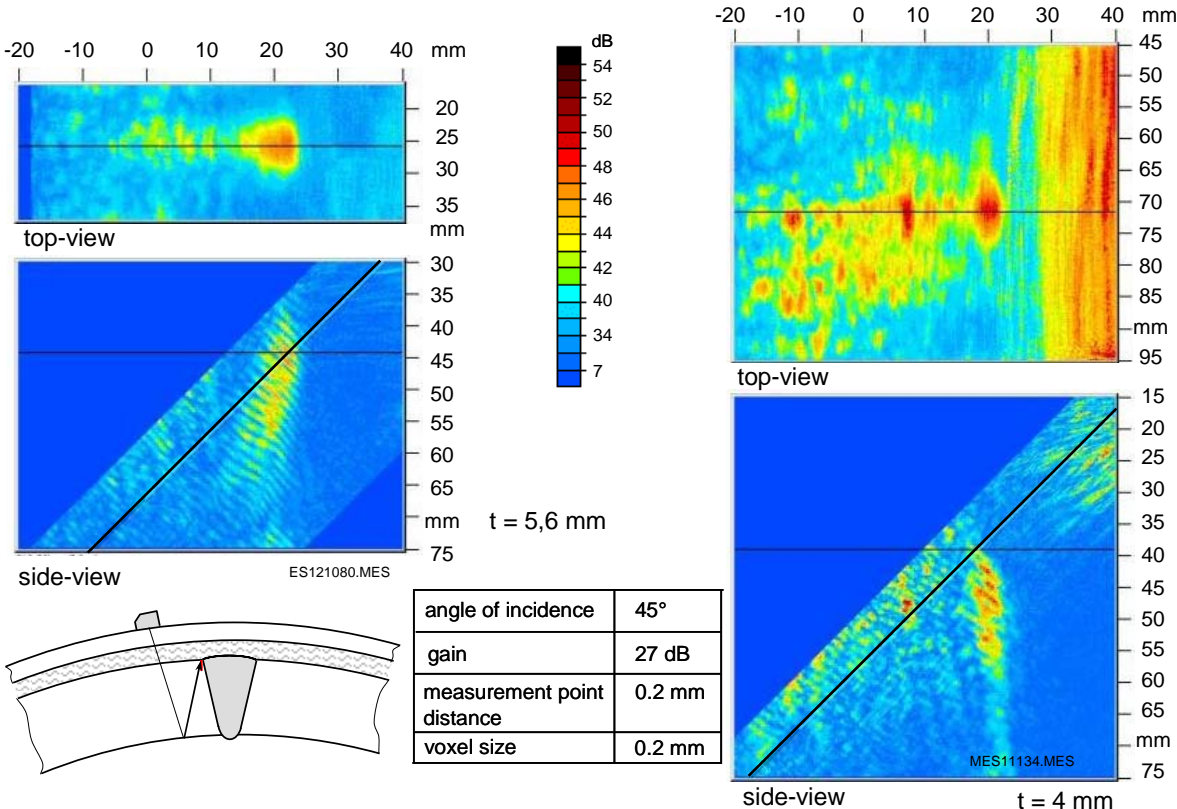 -20 -10 0 10 20 30 40 mm
20
25
30
35
mm
top-view
30
35
40
45
50
55
60
65
mm
75
side-view
ES121080.MES
t = 5,6 mm
dB
54
52
50
48
46
44
42
40
34
7
angle of incidence 45°
gain 27 dB
measurement point distance 0.2 mm
voxel size 0.2 mm
-20 -10 0 10 20 30 40 mm
45
50
55
60
65
70
75
80
85
mm
95
top-view
15
20
25
30
35
40
45
50
55
60
65
mm
75
MES11134.MES
side-view
t = 4 mm